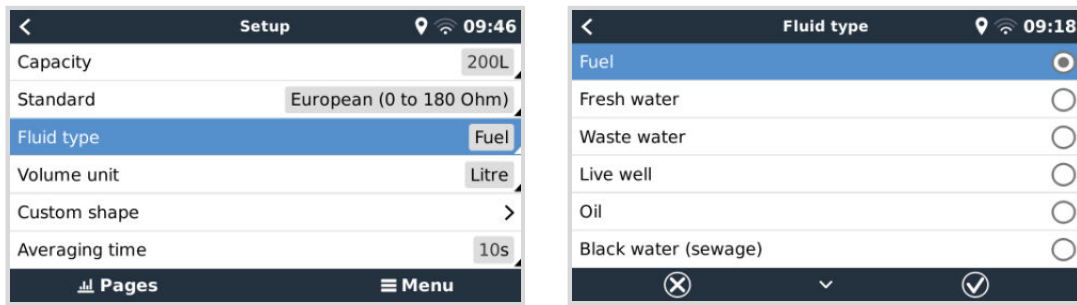 Setup 09:46
Capacity 200L
Standard European (0 to 180 Ohm)
Fluid type Fuel
Volume unit Litre
Custom shape
Averaging time 10s
Pages Menu
Fluid type 09:18
Fuel
Fresh water
Waste water
Live well
Oil
Black water (sewage)